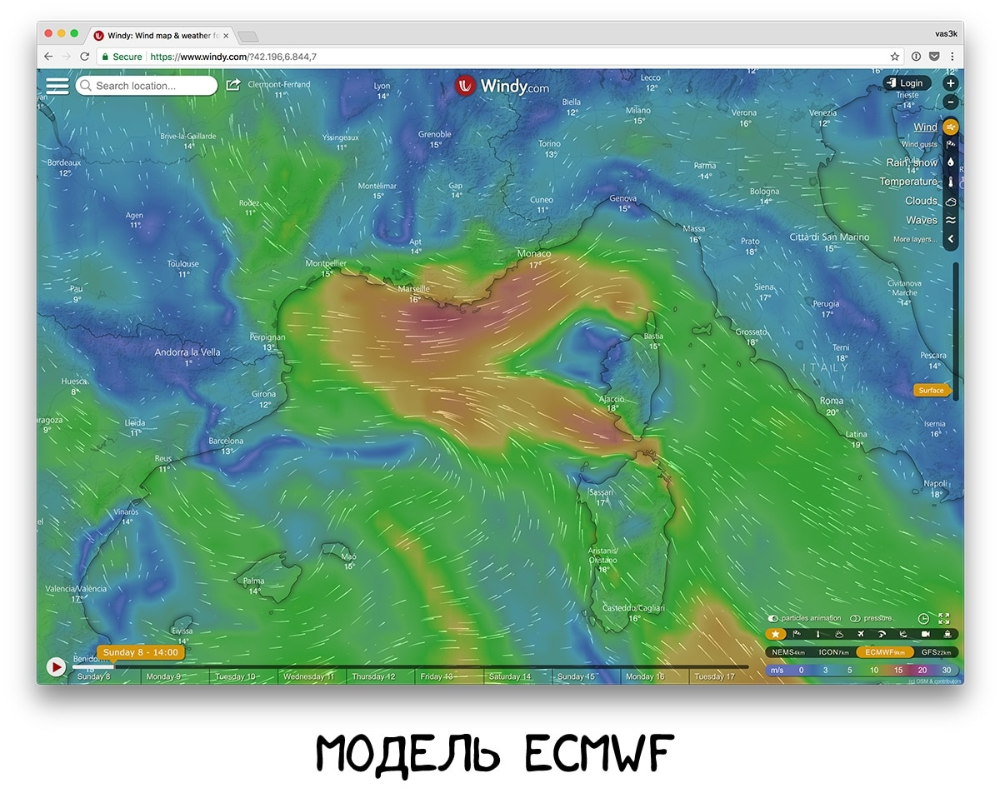 Windy: Wind map & weather fo
vas3k
Secure
https://www.windy.com/?42.196,6.844,7
Search location...
Clermont-Ferrand
11°
Lyon
14°
Windy.com
Lecco
12°
Login
Trieste
14°
Biella
12°
Milano
15°
Verona
16°
Venezia
12°
Wind
Wind gusts
Rain, snow
14°
Temperature
Clouds
Waves
More layers...
Brive-la-Gaillarde
14°
Yssingeaux
11°
Grenoble
15°
Torino
13°
Bordeaux
12°
Parma
14°
Montélimar
15°
Gap
14°
Cuneo
11°
Genova
15°
Bologna
14°
Rodez
11°
Agen
11°
Massa
16°
Apt
14°
Prato
18°
Città di San Marino
15°
Monaco
17°
Toulouse
11°
Montpellier
15°
Marseille
16°
Pau
9°
Siena
17°
Civitanova
Marche
14°
Perugia
17°
Perpignan
13°
Bastia
15°
Grosseto
18°
Andorra la Vella
1°
Terni
18°
ITALY
Pescara
14°
Huesca
8°
Surface
Girona
12°
Ajaccio
18°
Roma
20°
aragoza
9°
Lleida
11°
Isernia
16°
Latina
19°
Barcelona
13°
Reus
11°
Napoli
18°
Sassari
17°
Vinaròs
14°
el
Maó
15°
Aristanis/
Oristano
18°
Palma
14°
Valencia/València
17°
Casteddu/Cagliari
16°
Eivissa
14°
particles animation
pressure
Sunday 8 - 14:00
NEMS4km
ICON7km
ECMWF9km
GFS22km
Benidorm
15°
m/s 0 3 5 10 15 20 30
Sunday 8
Monday 9
Tuesday 10
Wednesday 11
Thursday 12
Friday 13
Saturday 14
Sunday 15
Monday 16
Tuesday 17
(c) OSM & contributors
МОДЕЛЬ ECMWF